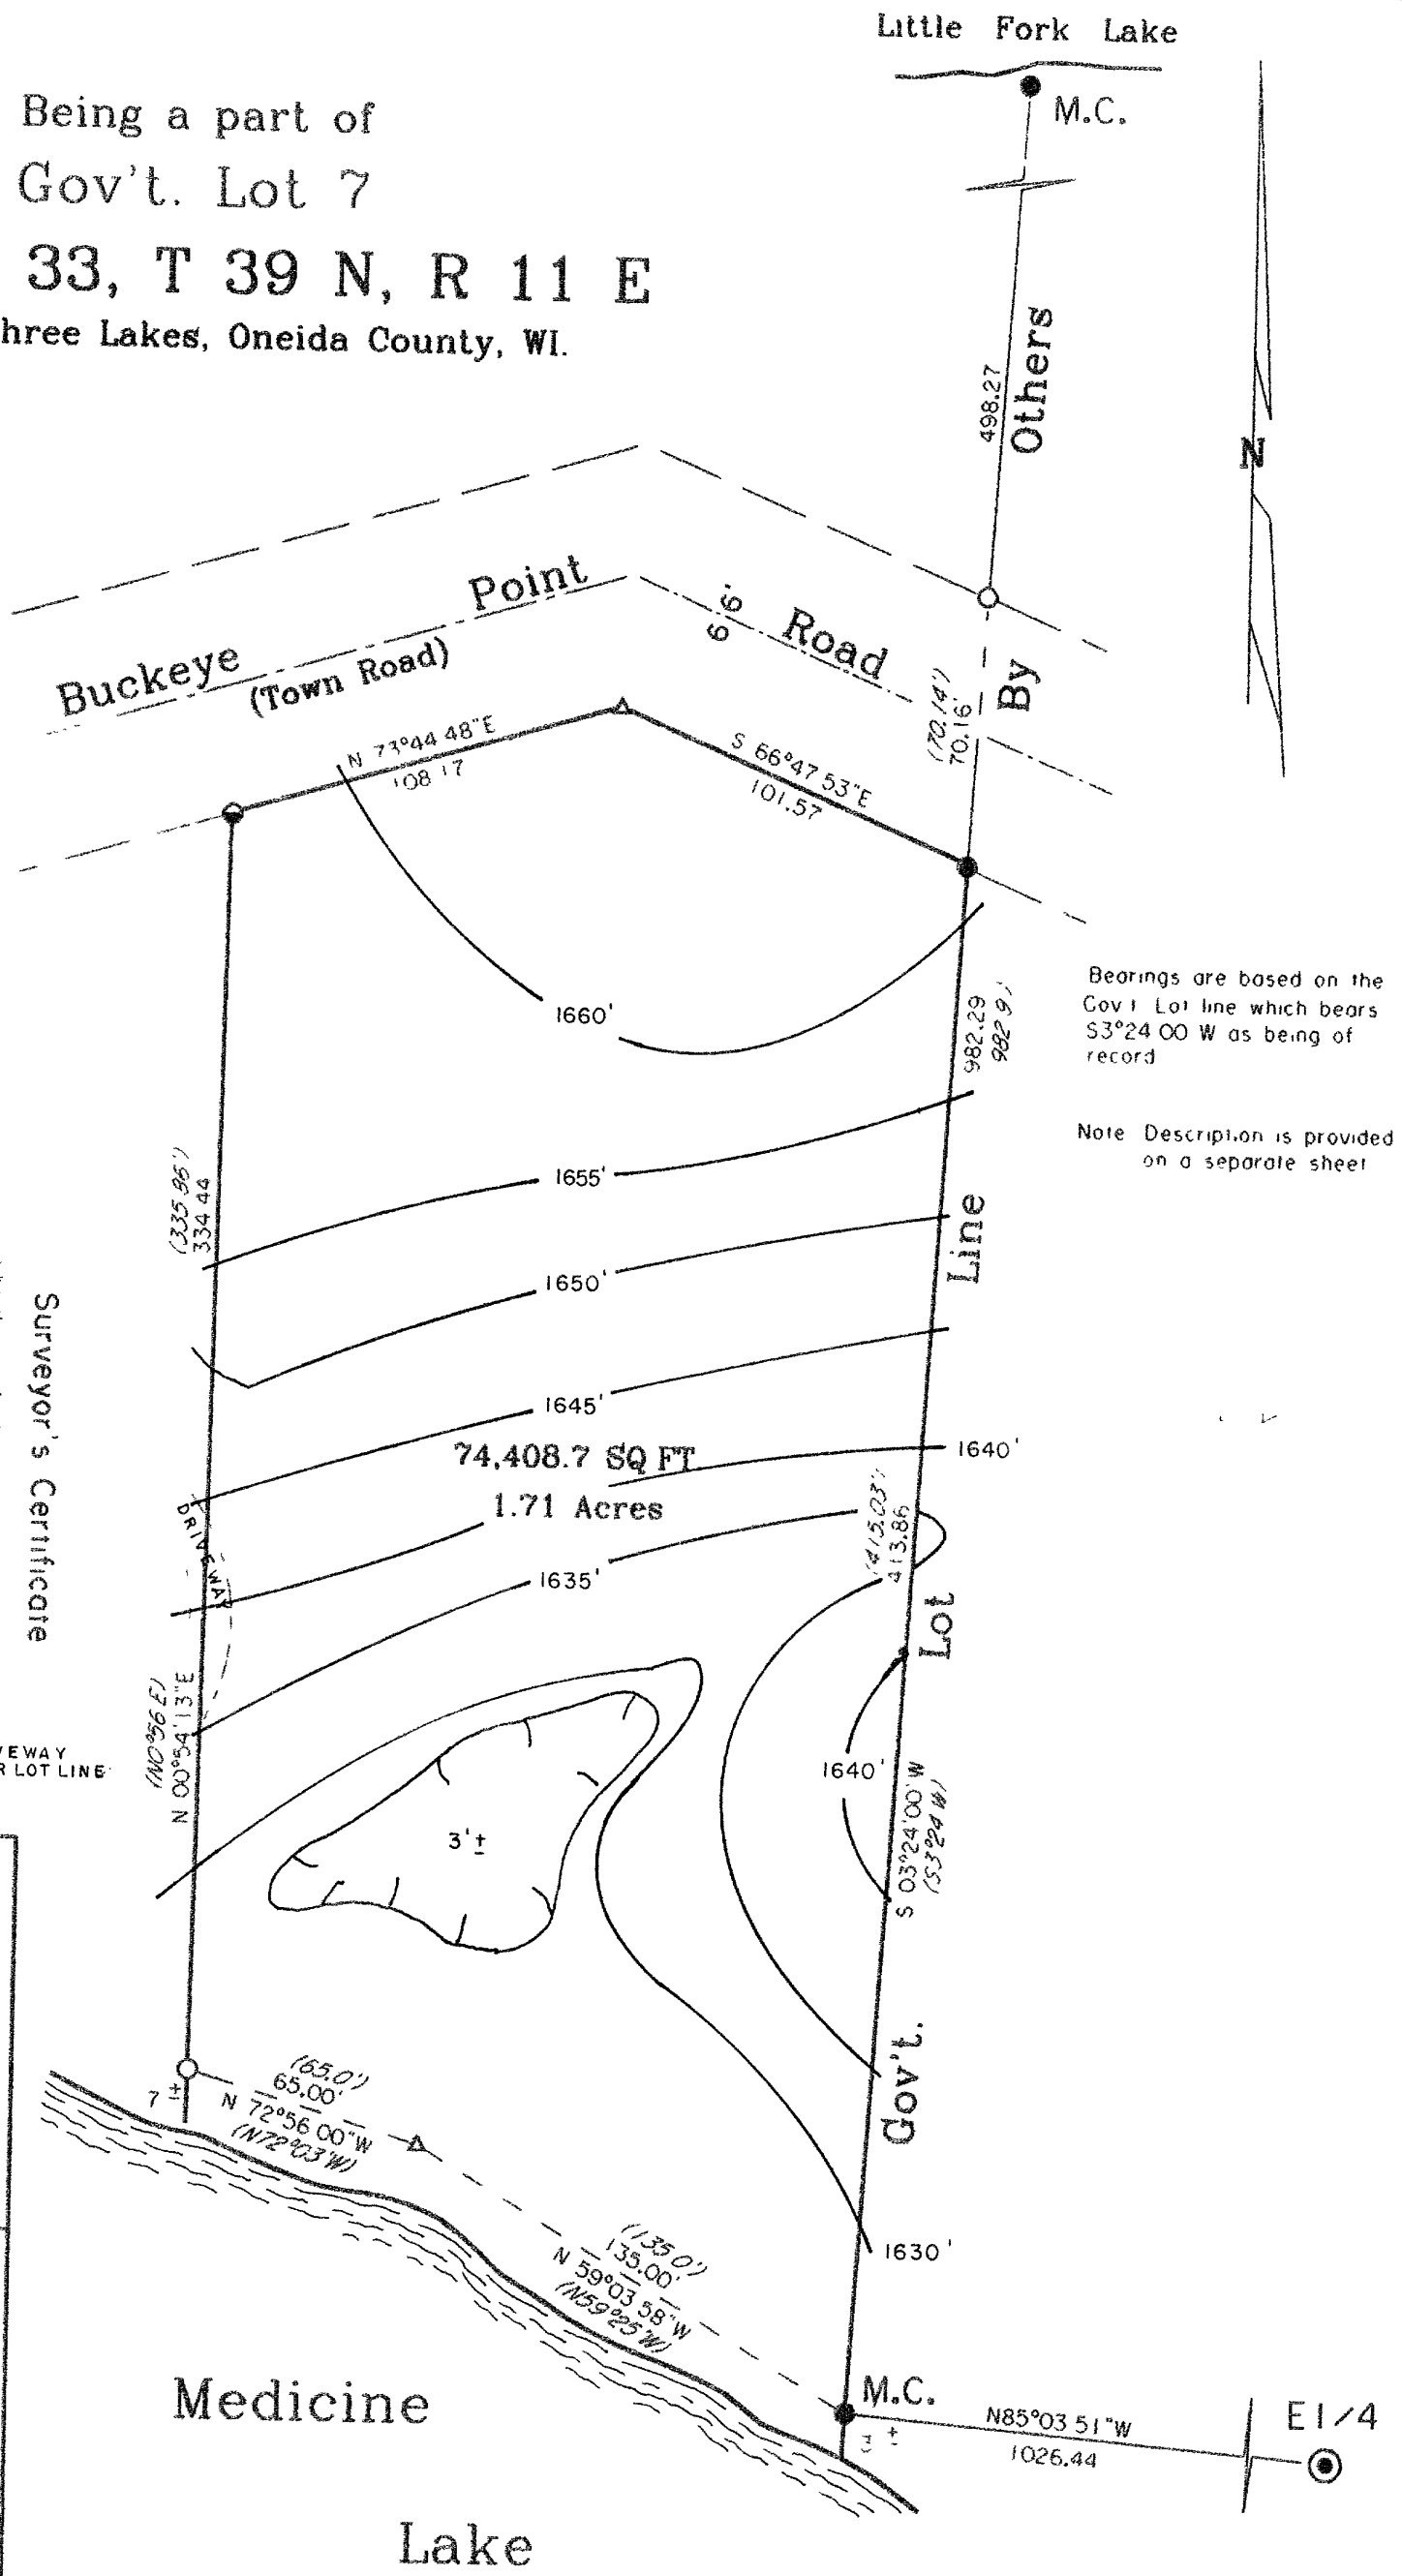 Little Fork Lake
M.C.
Being a part of
Gov't. Lot 7
33, T 39 N, R 11 E
hree Lakes, Oneida County, WI.
498.27
Others
N
Buckeye Point Road
(Town Road)
66'
By
(70.14')
70.16'
N 73°44 48"E
108 17
S 66°47 53"E
101.57
1660'
982.29
982 9')
Bearings are based on the
Gov't Lot line which bears
S3°24 00 W as being of
record
Note Description is provided
on a separate sheet
(335 86')
334 44
1655'
1650'
Line
1645'
74,408.7 SQ FT
1.71 Acres
1640'
(415.03')
413.86
DRIVEWAY
1635'
Surveyor's Certificate
Lot
(N0°56 E)
N 00°54'13"E
VEWAY
R LOT LINE
1640'
S 03°24'00"W
(S3°24 W)
3'±
Gov't.
7 ±
(65.0')
65.00'
N 72°56 00"W
(N72°03'W)
(135 0')
135.00'
N 59°03 58"W
(N59°25'W)
1630'
Medicine
Lake
M.C.
N85°03 51"W
1026.44
E1/4